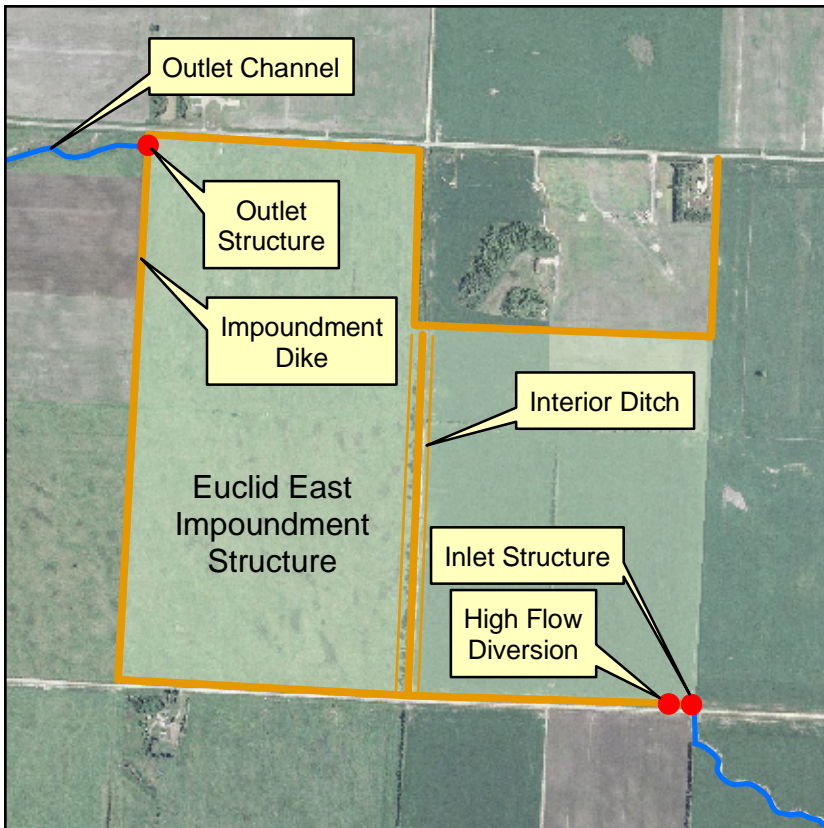 Outlet Channel
Outlet
Structure
Impoundment
Dike
Interior Ditch
Euclid East
Impoundment
Structure
Inlet Structure
High Flow
Diversion